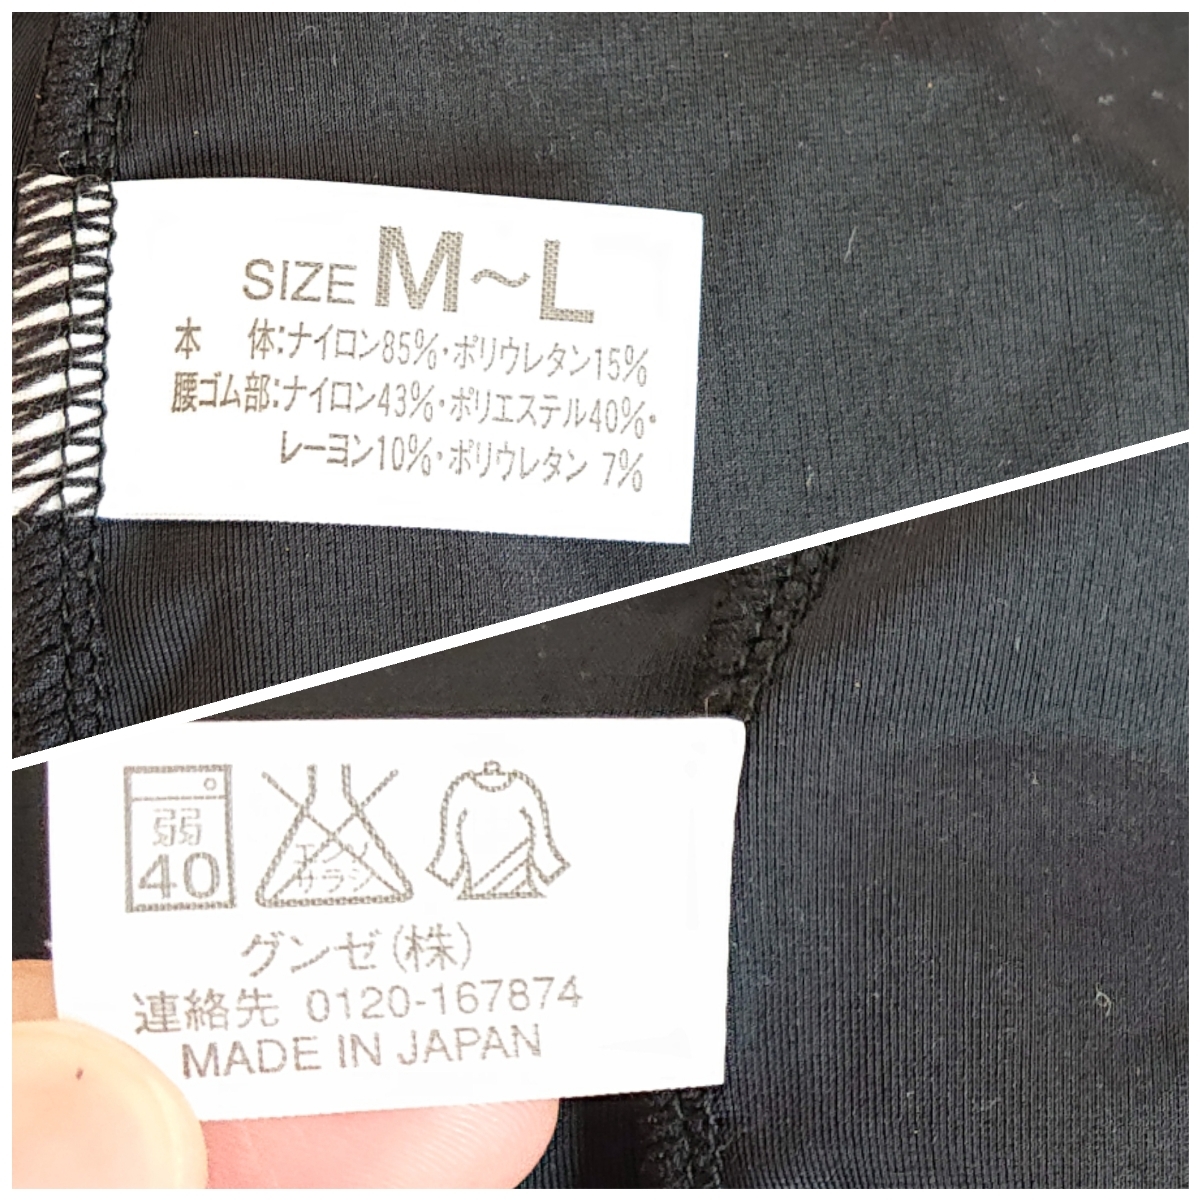 SIZE M～L
本 体:ナイロン85%・ポリウレタン15%
腰ゴム部:ナイロン43%・ポリエステル40%・
レーヨン10%・ポリウレタン 7%
弱
40
エンソ
サラシ
グンゼ(株)
連絡先 0120-167874
MADE IN JAPAN